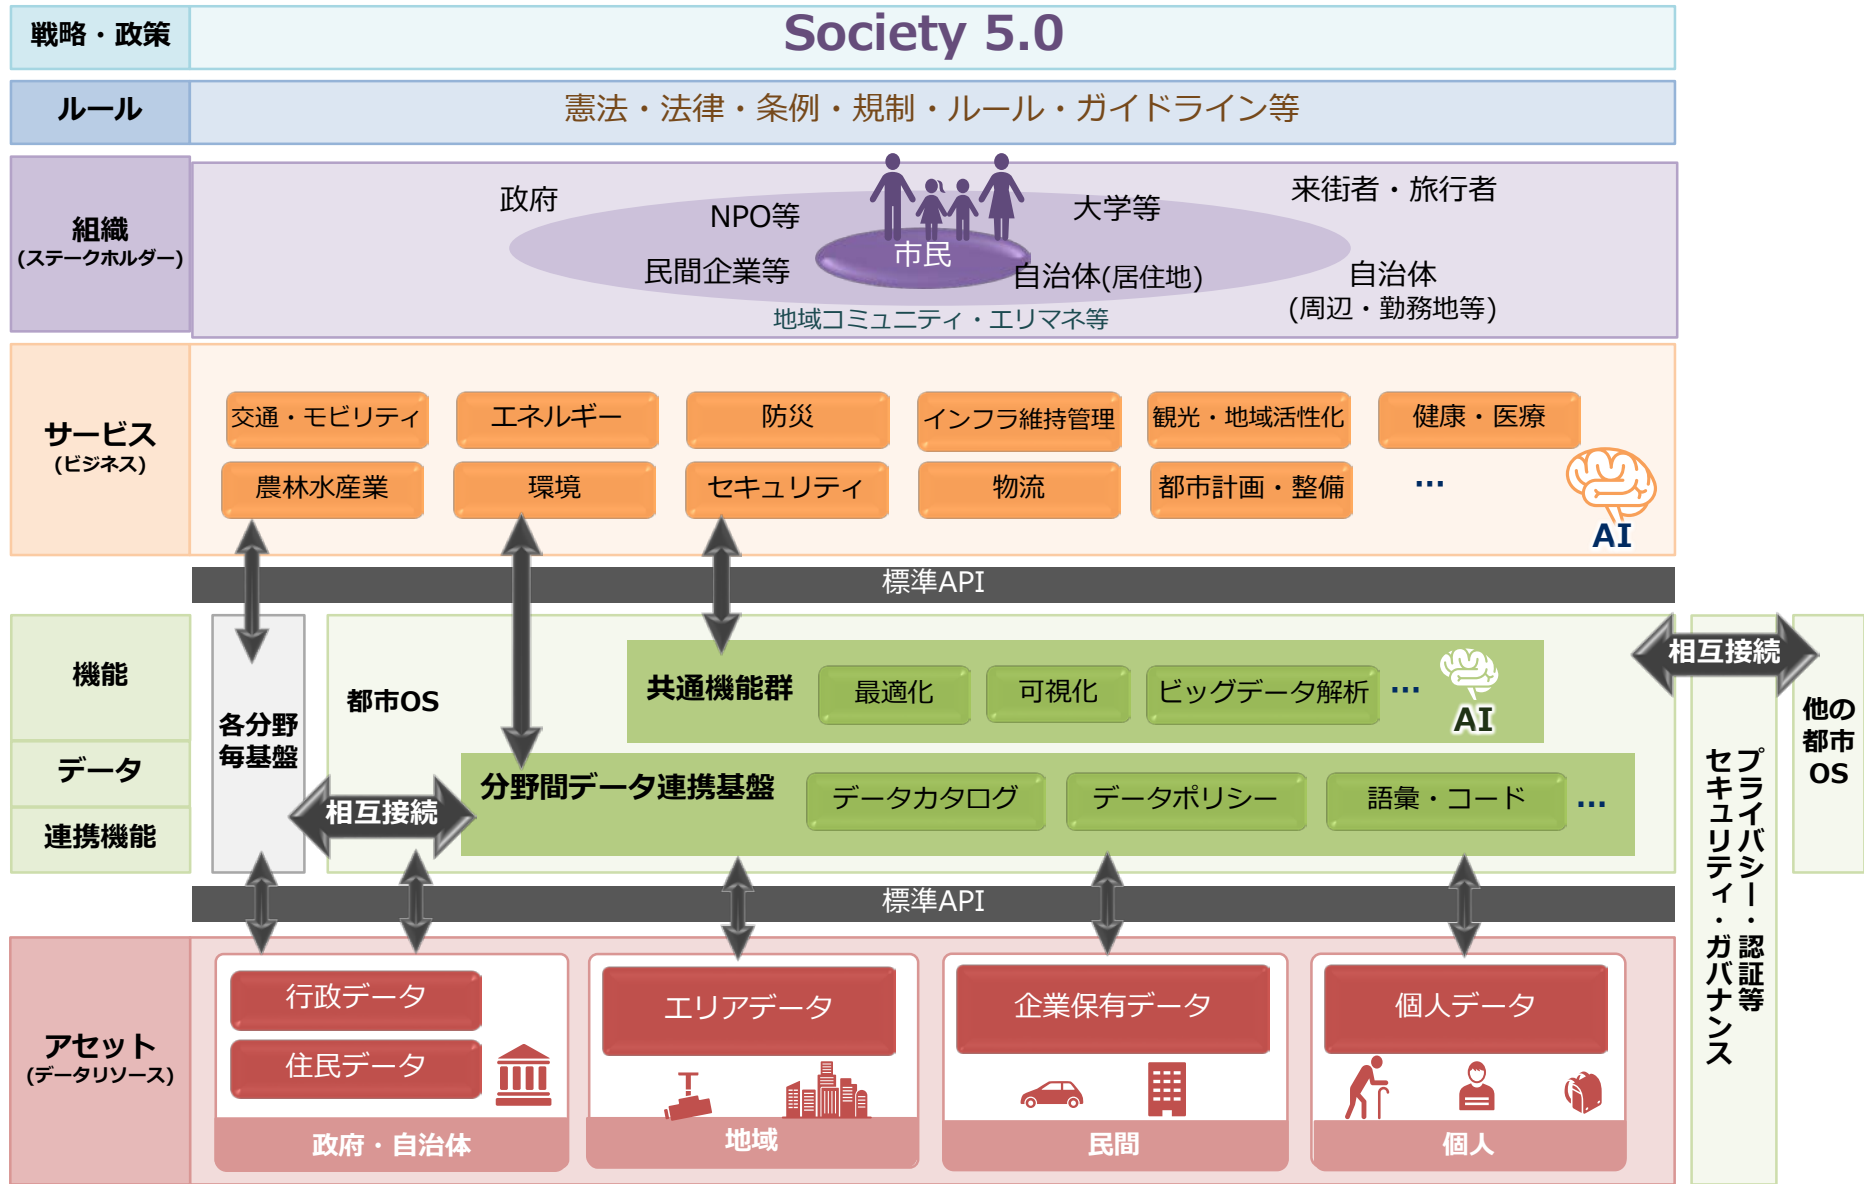 戦略・政策
Society 5.0
ルール
憲法・法律・条例・規制・ルール・ガイドライン等
組織
(ステークホルダー)
政府
NPO等
大学等
来街者・旅行者
市民
民間企業等
自治体(居住地)
自治体
(周辺・勤務地等)
地域コミュニティ・エリマネ等
サービス
(ビジネス)
交通・モビリティ
エネルギー
防災
インフラ維持管理
観光・地域活性化
健康・医療
農林水産業
環境
セキュリティ
物流
都市計画・整備
…
AI
標準API
機能
データ
連携機能
各分野
毎基盤
都市OS
共通機能群
最適化
可視化
ビッグデータ解析
…
AI
分野間データ連携基盤
データカタログ
データポリシー
語彙・コード
…
相互接続
相互接続
プライバシー・認証等
セキュリティ・ガバナンス
他の
都市
OS
標準API
アセット
(データリソース)
行政データ
住民データ
政府・自治体
エリアデータ
地域
企業保有データ
民間
個人データ
個人